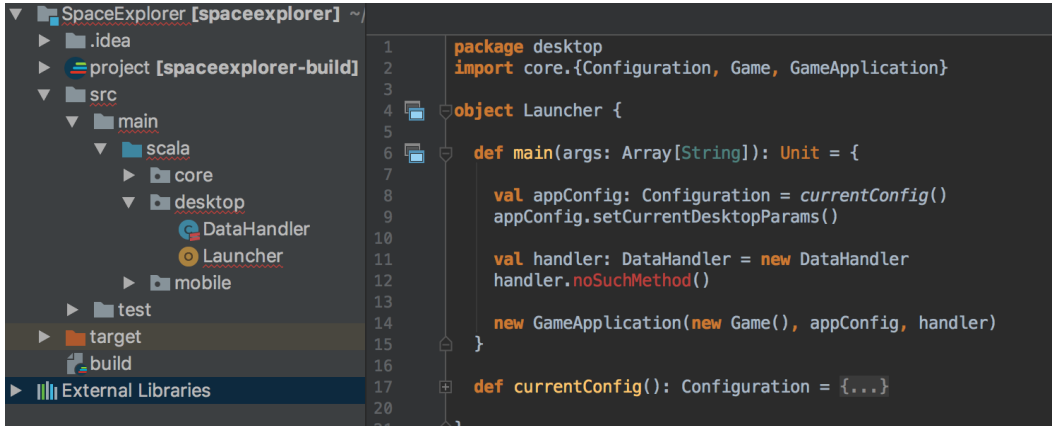 SpaceExplorer [spaceexplorer] ~/
.idea
project [spaceexplorer-build]
src
main
scala
core
desktop
DataHandler
Launcher
mobile
test
target
build
External Libraries
1 package desktop
2 import core.{Configuration, Game, GameApplication}
3
4 object Launcher {
5
6 def main(args: Array[String]): Unit = {
7
8 val appConfig: Configuration = currentConfig()
9 appConfig.setCurrentDesktopParams()
10
11 val handler: DataHandler = new DataHandler
12 handler.noSuchMethod()
13
14 new GameApplication(new Game(), appConfig, handler)
15 }
16
17 def currentConfig(): Configuration = {...}
20